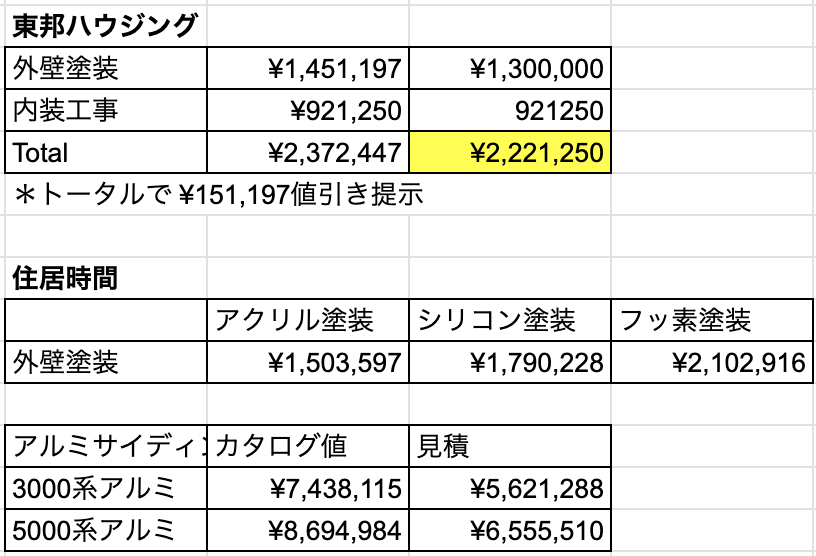 東邦ハウジング
外壁塗装 ¥1,451,197 ¥1,300,000
内装工事 ¥921,250 921250
Total ¥2,372,447 ¥2,221,250
＊トータルで ¥151,197値引き提示
住居時間
アクリル塗装 シリコン塗装 フッ素塗装
外壁塗装 ¥1,503,597 ¥1,790,228 ¥2,102,916
アルミサイディン カタログ値 見積
3000系アルミ ¥7,438,115 ¥5,621,288
5000系アルミ ¥8,694,984 ¥6,555,510